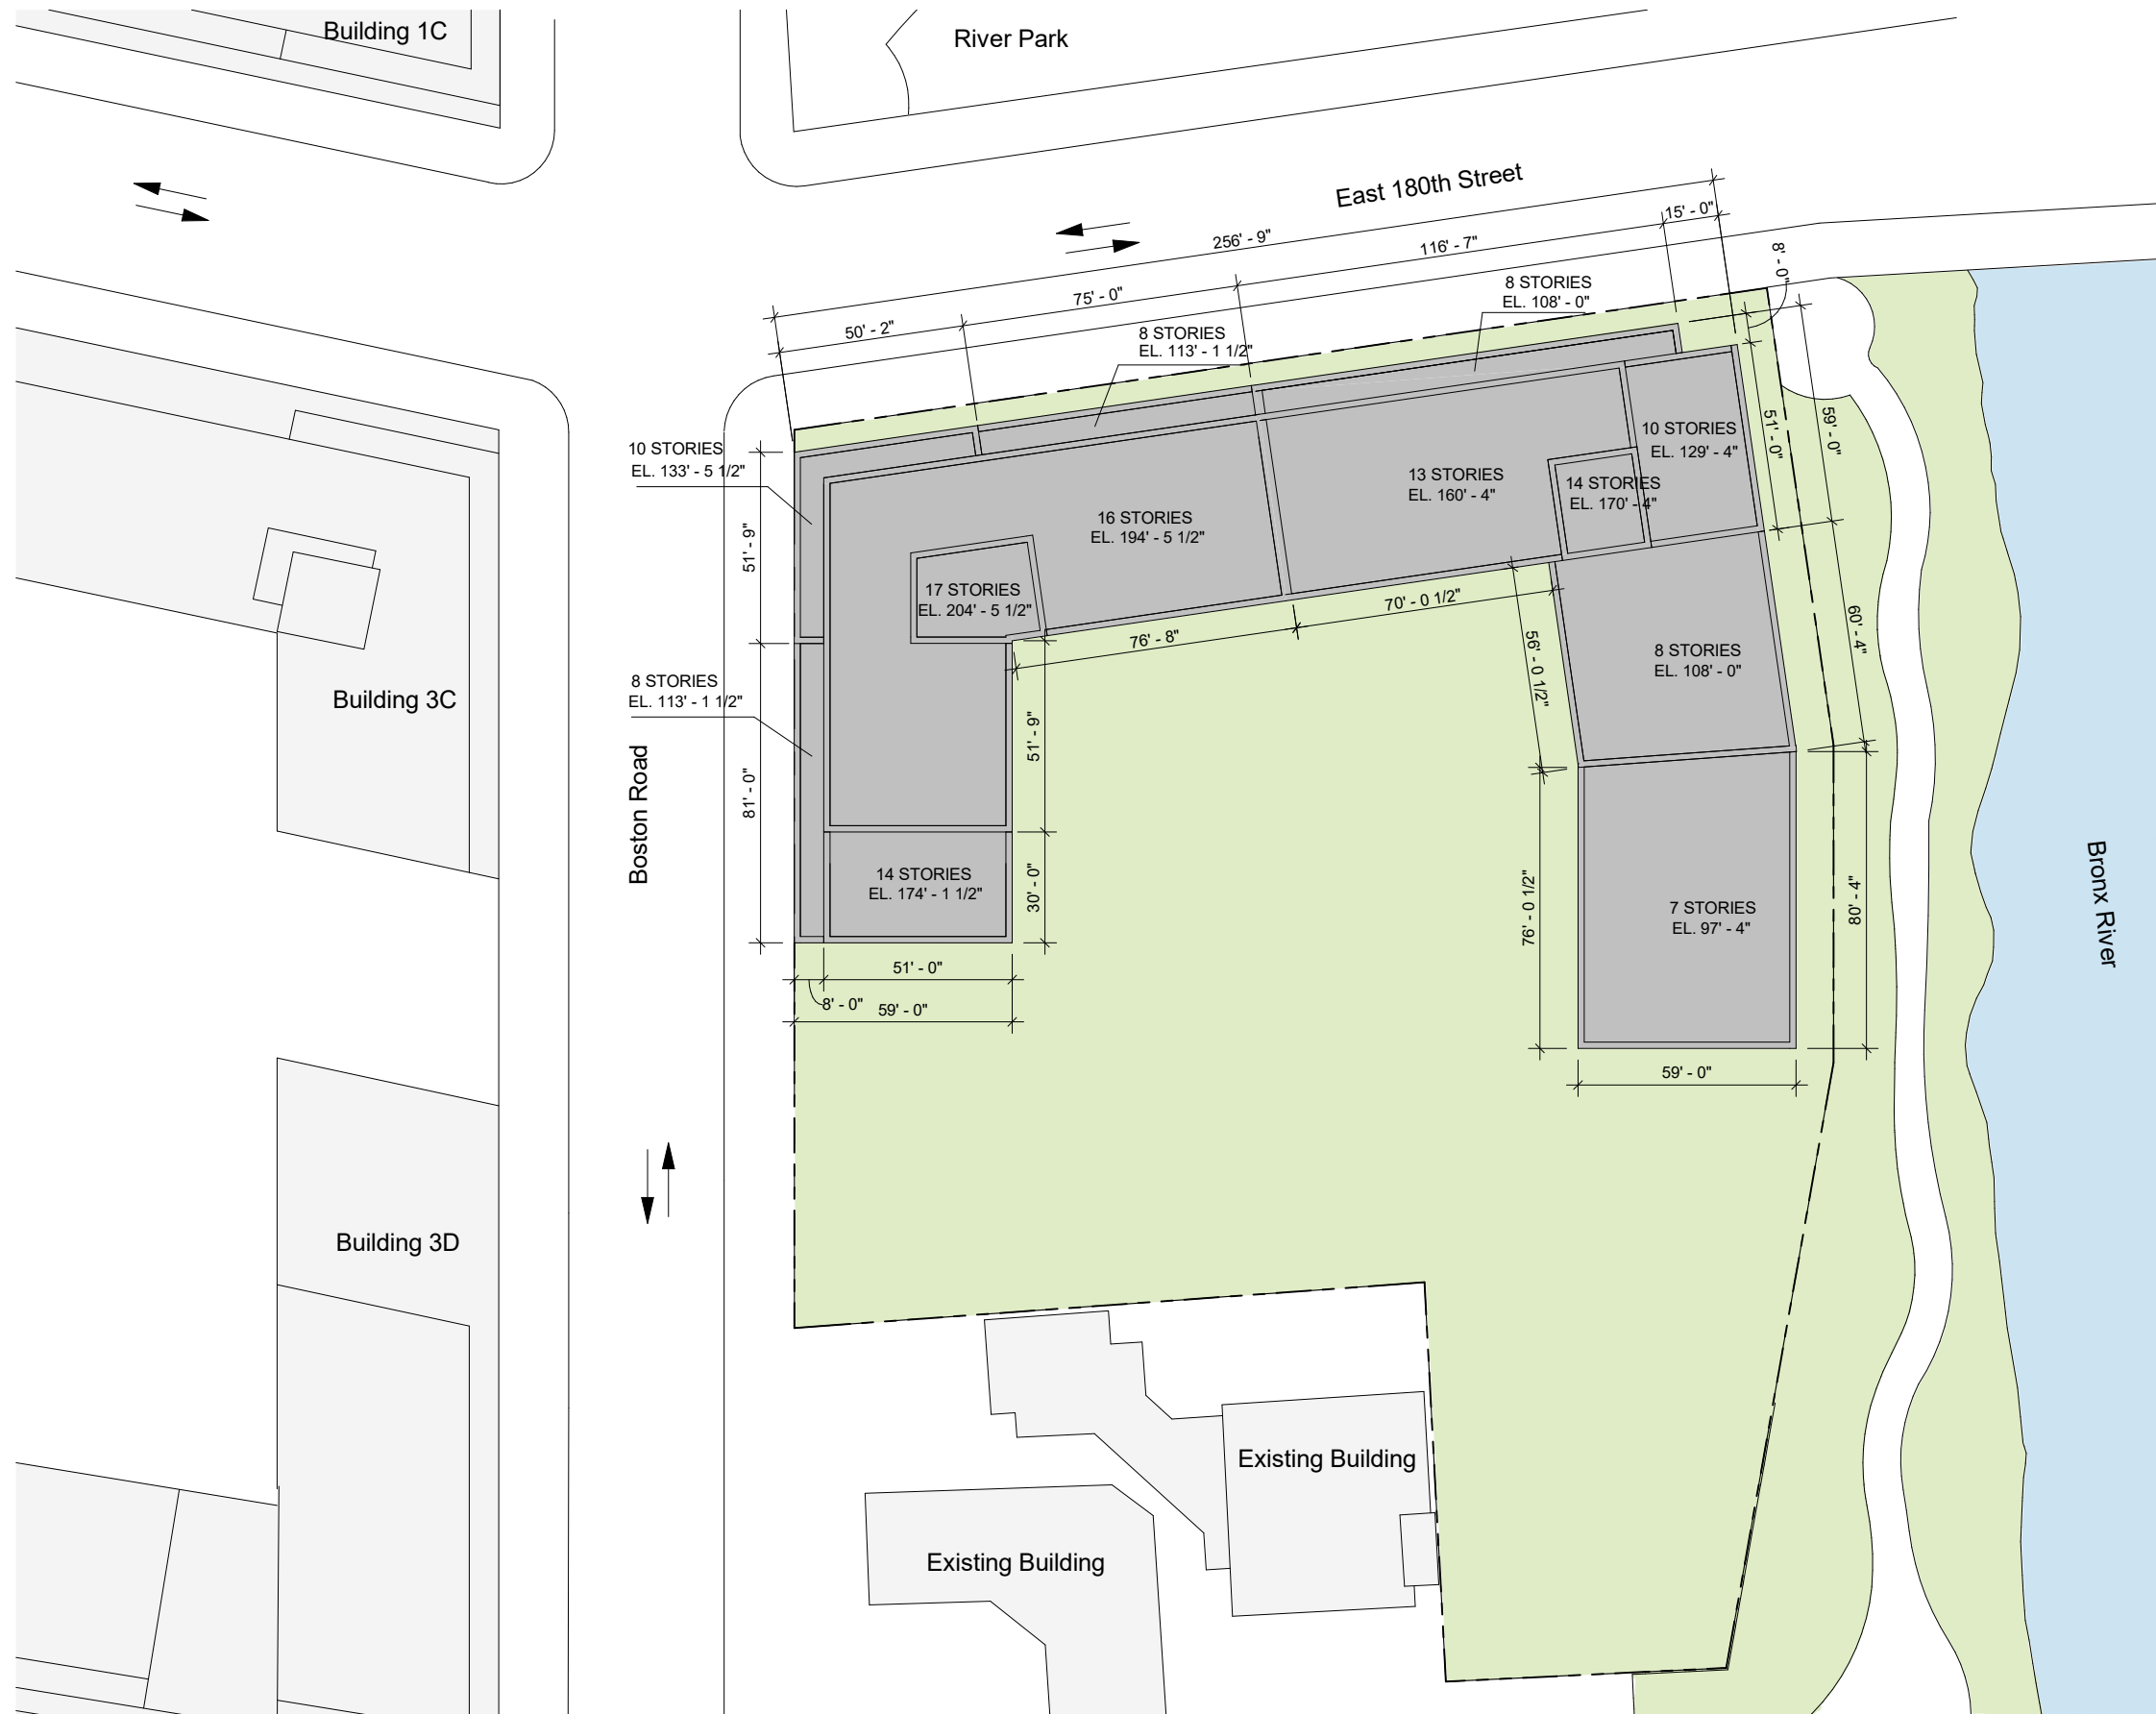 Building 1C
River Park
East 180th Street
15' - 0"
256' - 9"
116' - 7"
8' - 0"
75' - 0"
8 STORIES
EL. 108' - 0"
50' - 2"
8 STORIES
EL. 113' - 1 1/2"
10 STORIES
EL. 133' - 5 1/2"
51' - 0"
59' - 0"
10 STORIES
EL. 129' - 4"
13 STORIES
EL. 160' - 4"
14 STORIES
EL. 170' - 4"
16 STORIES
EL. 194' - 5 1/2"
51' - 9"
17 STORIES
EL. 204' - 5 1/2"
70' - 0 1/2"
76' - 8"
56' - 0 1/2"
60' - 4"
8 STORIES
EL. 108' - 0"
8 STORIES
EL. 113' - 1 1/2"
Building 3C
51' - 9"
81' - 0"
Boston Road
14 STORIES
EL. 174' - 1 1/2"
30' - 0"
76' - 0 1/2"
7 STORIES
EL. 97' - 4"
80' - 4"
Bronx River
51' - 0"
8' - 0"
59' - 0"
59' - 0"
Building 3D
Existing Building
Existing Building